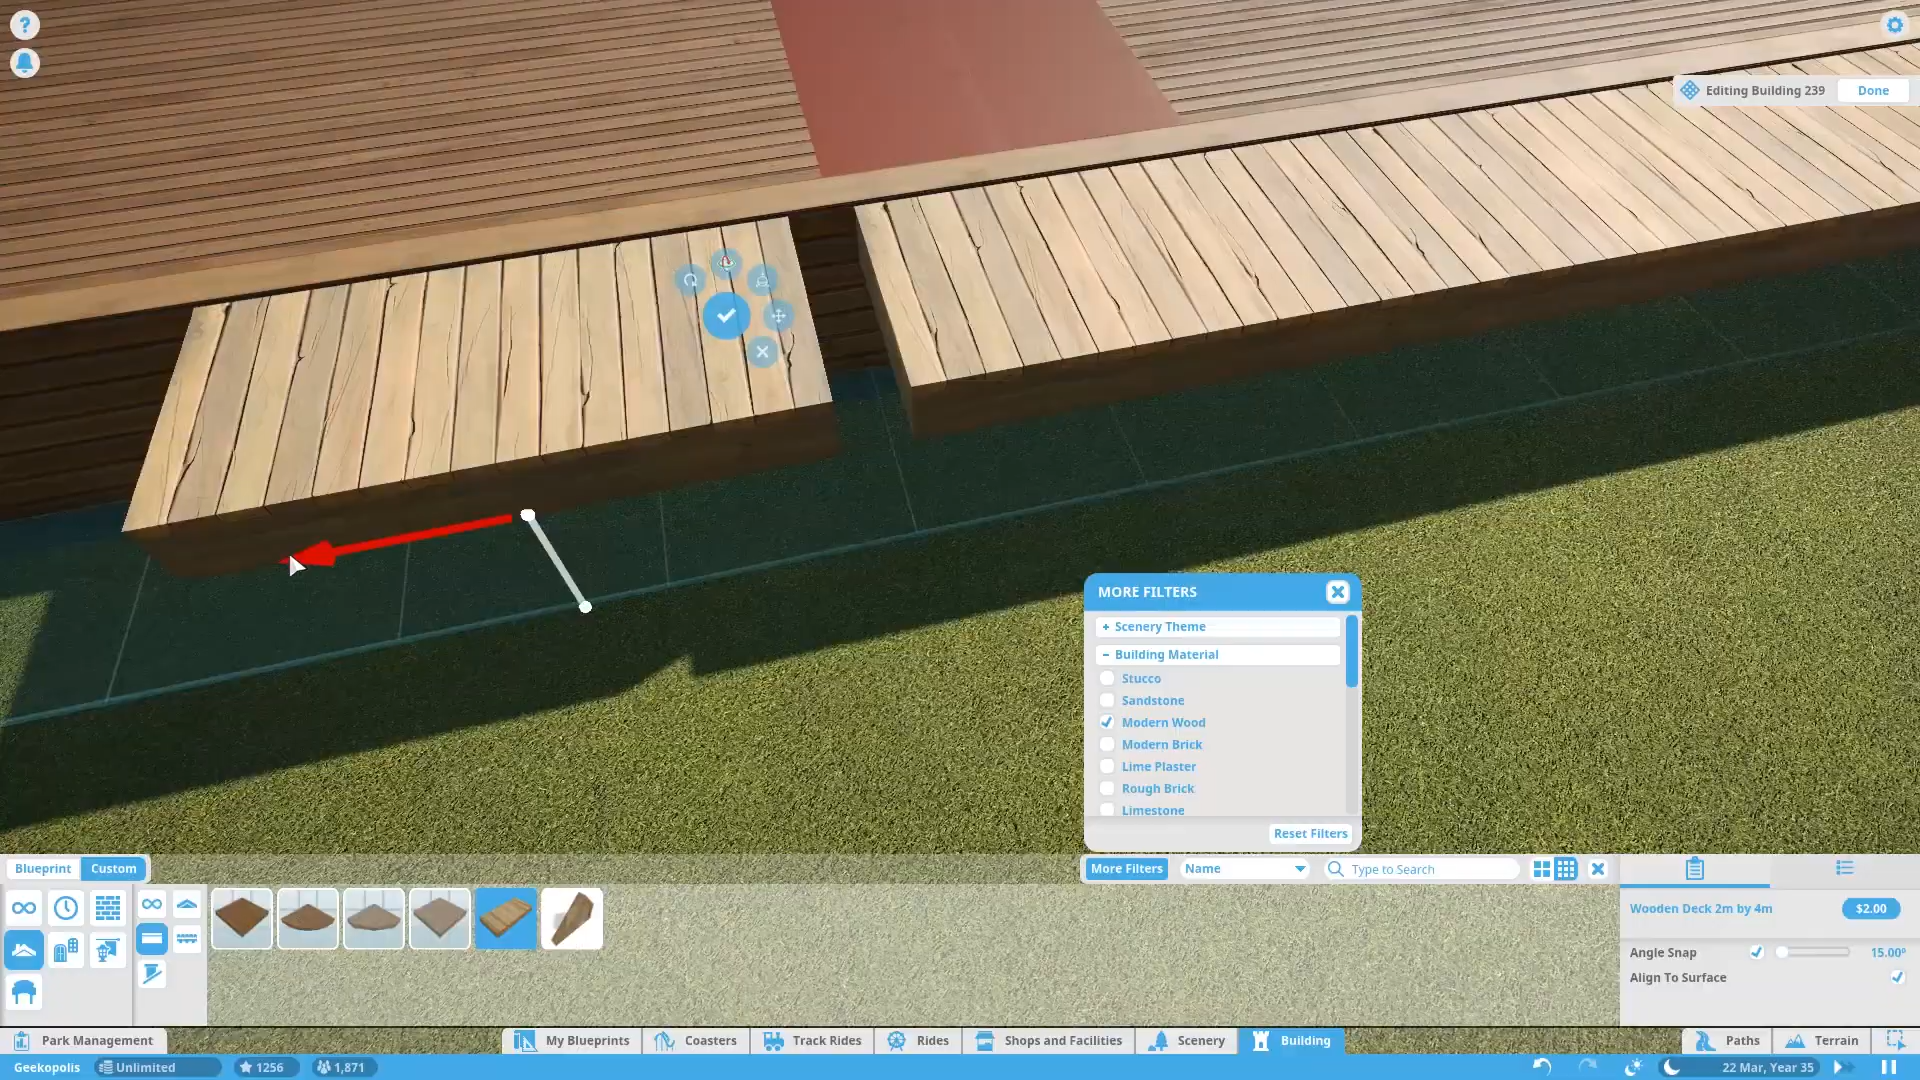 ?
Editing Building 239 Done
MORE FILTERS
+ Scenery Theme
– Building Material
Stucco
Sandstone
Modern Wood
Modern Brick
Lime Plaster
Rough Brick
Limestone
Reset Filters
Blueprint Custom More Filters Name Type to Search
Wooden Deck 2m by 4m $2.00
Angle Snap 15.00°
Align To Surface
Park Management My Blueprints Coasters Track Rides Rides Shops and Facilities Scenery Building Paths Terrain
Geekopolis Unlimited 1256 1,871 22 Mar, Year 35